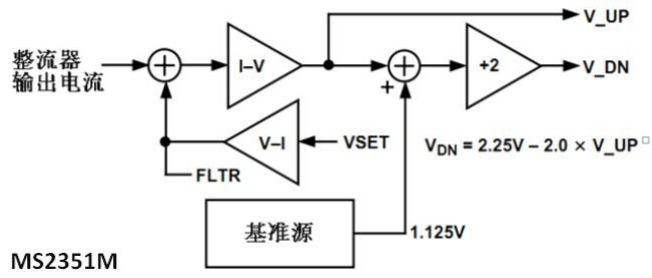 V_UP
整流器
输出电流
I–V
+
+2
V_DN
V–I
VSET
V_DN = 2.25V – 2.0 × V_UP
FLTR
基准源
1.125V
MS2351M